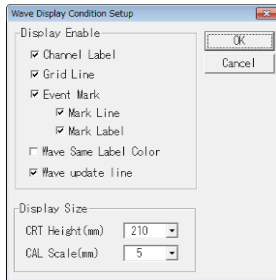 Wave Display Condition Setup
Display Enable
OK
Channel Label
Cancel
Grid Line
Event Mark
Mark Line
Mark Label
Wave Same Label Color
Wave update line
Display Size
CRT Height(mm) 210
CAL Scale(mm) 5